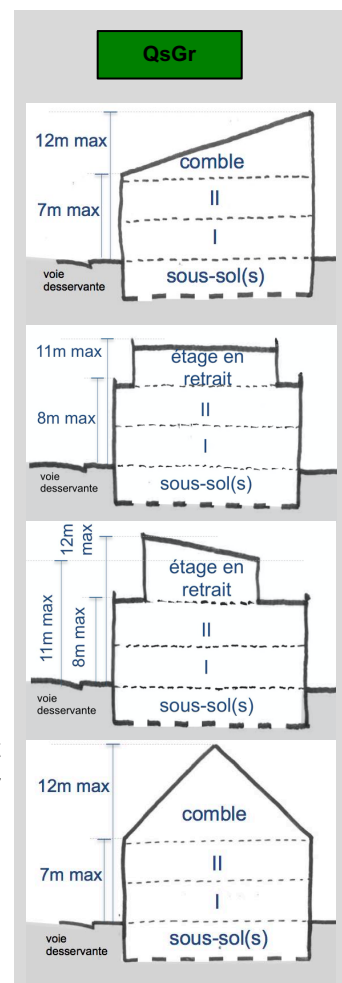 QsGr
12m max
comble
7m max
II
I
voie
desservante
sous-sol(s)
11m max
étage en
retrait
8m max
II
I
voie
desservante
sous-sol(s)
12m
max
étage en
retrait
11m max
8m max
II
I
voie
desservante
sous-sol(s)
12m max
comble
7m max
II
I
voie
desservante
sous-sol(s)